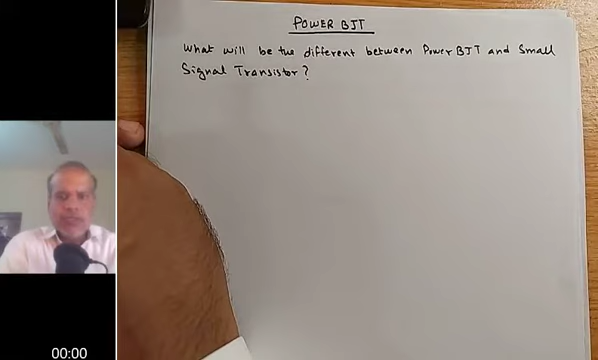 POWER BJT
What will be the different between Power BJT and Small
Signal Transistor?
00:00